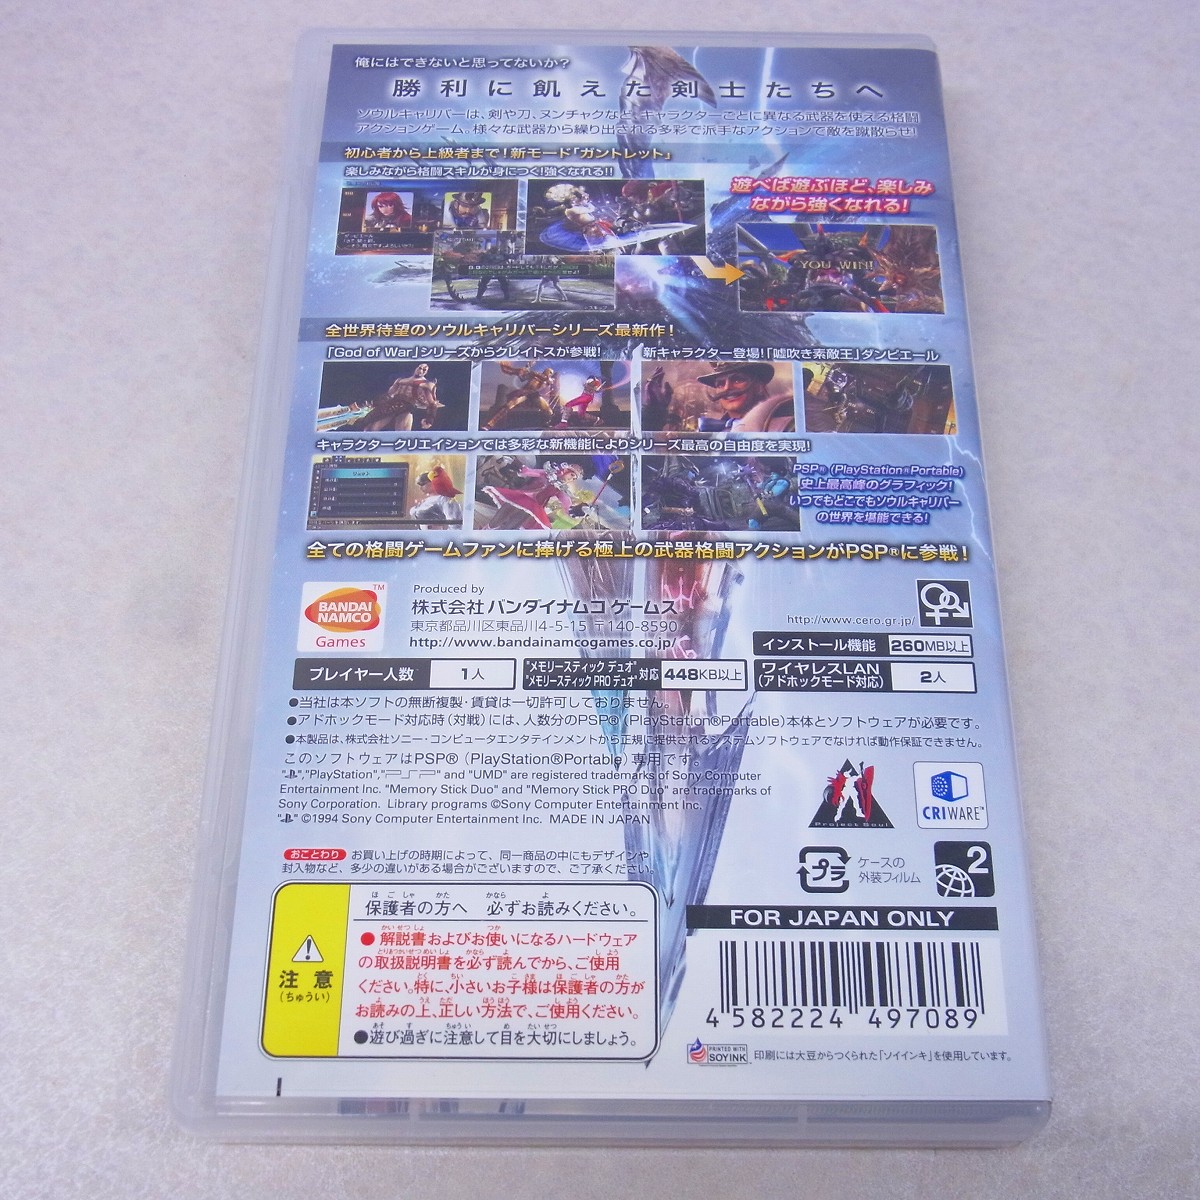 俺にはできないと思ってないか?
勝利に飢えた剣士たちへ
ソウルキャリバーは、剣や刀、ヌンチャクなど、キャラクターごとに異なる武器を使える格闘
アクションゲーム。様々な武器から繰り出される多彩で派手なアクションで敵を蹴散らせ!
初心者から上級者まで!新モード「ガントレット」
楽しみながら格闘スキルが身につく!強くなれる!!
遊べば遊ぶほど、楽しみ
ながら強くなれる!
YOU WIN!
全世界待望のソウルキャリバーシリーズ最新作!
「God of War」シリーズからクレイトスが参戦!
新キャラクター登場!「嘘吹き素敵王」ダンピエール
キャラクタークリエイションでは多彩な新機能によりシリーズ最高の自由度を実現!
PSP® (PlayStation®Portable)
史上最高峰のグラフィック!
いつでもどこでもソウルキャリバー
の世界を堪能できる!
全ての格闘ゲームファンに捧げる極上の武器格闘アクションがPSP®に参戦!
BANDAI NAMCO Games TM
Produced by
株式会社 バンダイナムコ ゲームス
東京都品川区東品川4-5-15 〒140-8590
http://www.bandainamcogames.co.jp/
http://www.cero.gr.jp/
インストール機能 260MB以上
プレイヤー人数 1人
"メモリースティック デュオ" "メモリースティック PRO デュオ" 対応 448KB以上
ワイヤレスLAN (アドホックモード対応) 2人
●当社は本ソフトの無断複製・賃貸は一切許可しておりません。
●アドホックモード対応時(対戦)には、人数分のPSP®(PlayStation®Portable)本体とソフトウェアが必要です。
●本製品は、株式会社ソニー・コンピュータエンタテインメントから正規に提供されるシステムソフトウェアでなければ動作保証できません。
このソフトウェアはPSP®(PlayStation®Portable)専用です。
" ","PlayStation","PSP" and "UMD" are registered trademarks of Sony Computer
Entertainment Inc. "Memory Stick Duo" and "Memory Stick PRO Duo" are trademarks of
Sony Corporation. Library programs ©Sony Computer Entertainment Inc.
" " ©1994 Sony Computer Entertainment Inc. MADE IN JAPAN
Project Soul
CRIWARE™
おことわり お買い上げの時期によって、同一商品の中にもデザインや
封入物など、多少の違いがある場合がございますので、ご了承ください。
プラ
ケースの
外装フィルム
2
注意
(ちゅうい)
保護者の方へ 必ずお読みください。
●解説書およびお使いになるハードウェア
の取扱説明書を必ず読んでから、ご使用
ください。特に、小さいお子様は保護者の方が
お読みの上、正しい方法で、ご使用ください。
●遊び過ぎに注意して目を大切にしましょう。
FOR JAPAN ONLY
4 582224 497089
PRINTED WITH
SOY INK
印刷には大豆からつくられた「ソイインキ」を使用しています。